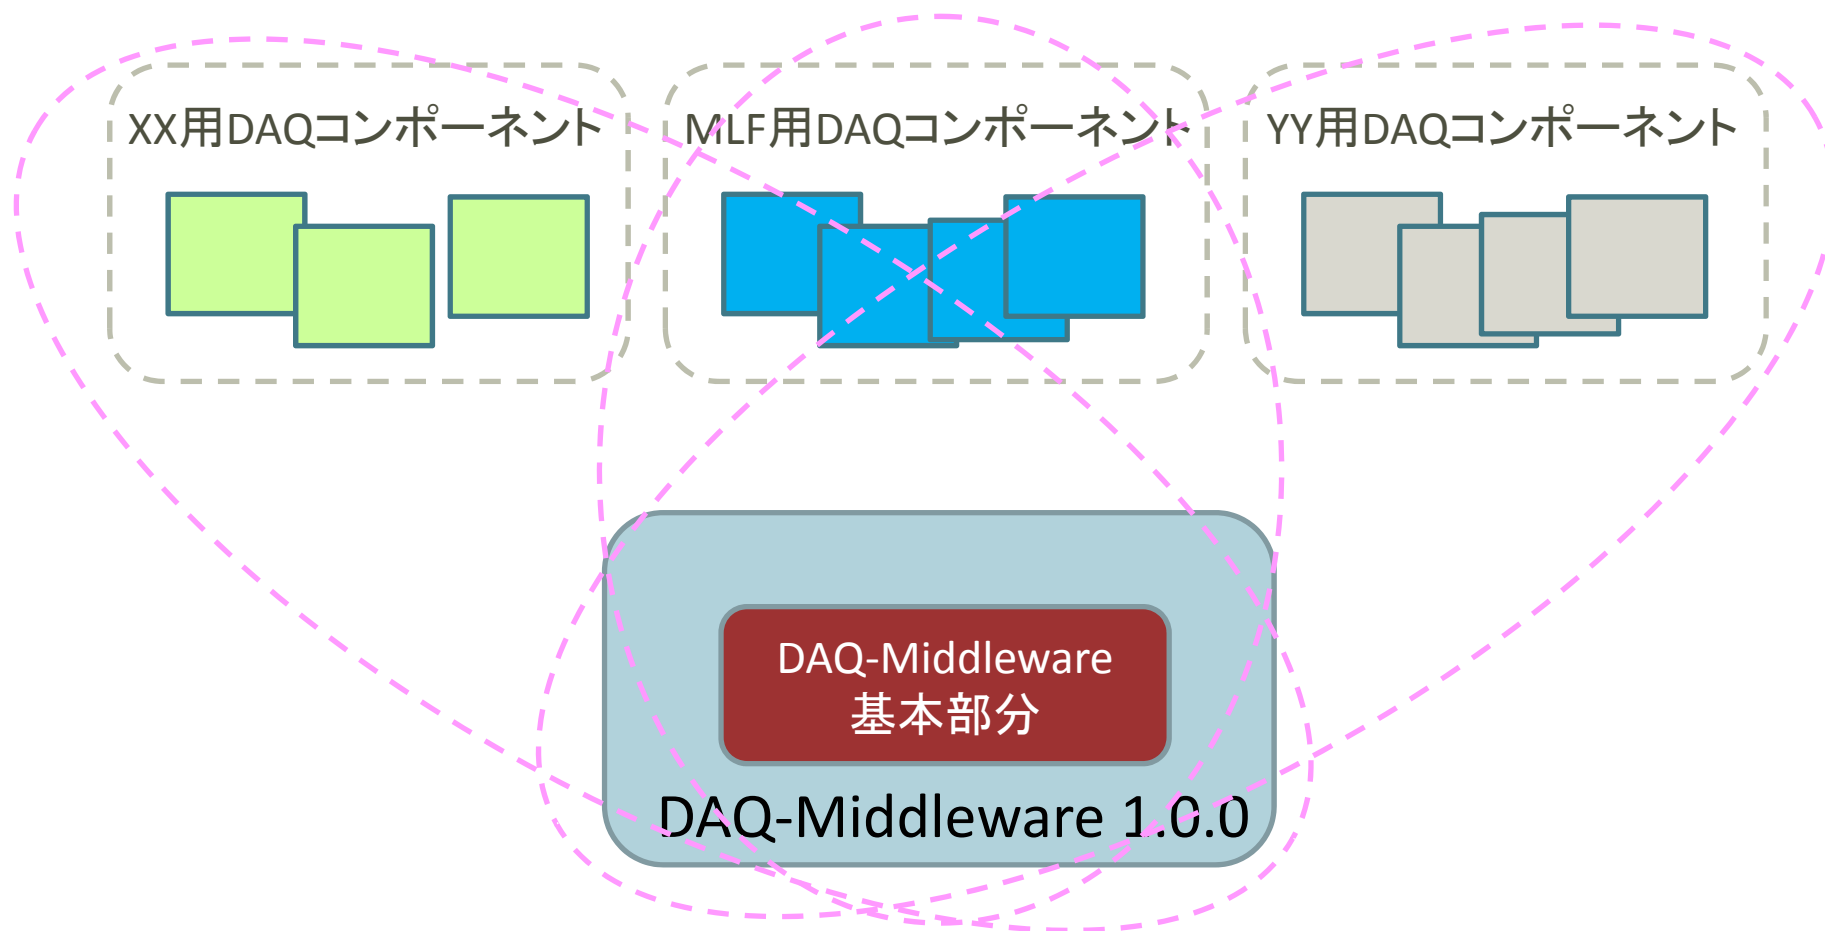 XX用DAQコンポーネント
MLF用DAQコンポーネント
YY用DAQコンポーネント
DAQ-Middleware
基本部分
DAQ-Middleware 1.0.0